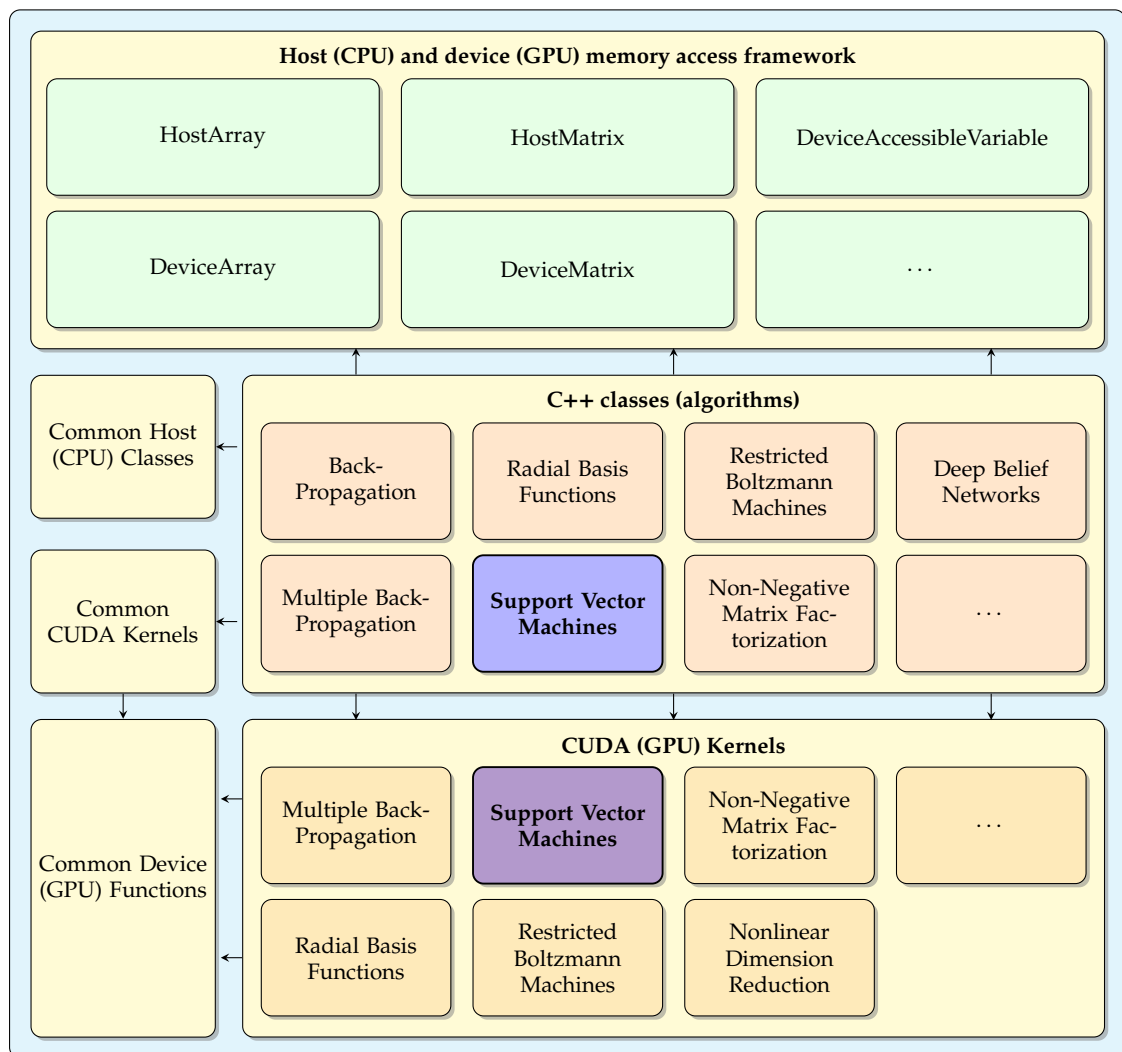 Host (CPU) and device (GPU) memory access framework
HostArray
HostMatrix
DeviceAccessibleVariable
DeviceArray
DeviceMatrix
...
Common Host
(CPU) Classes
C++ classes (algorithms)
Back-
Propagation
Radial Basis
Functions
Restricted
Boltzmann
Machines
Deep Belief
Networks
Common
CUDA Kernels
Multiple Back-
Propagation
Support Vector
Machines
Non-Negative
Matrix Fac-
torization
...
Common Device
(GPU) Functions
CUDA (GPU) Kernels
Multiple Back-
Propagation
Support Vector
Machines
Non-Negative
Matrix Fac-
torization
...
Radial Basis
Functions
Restricted
Boltzmann
Machines
Nonlinear
Dimension
Reduction